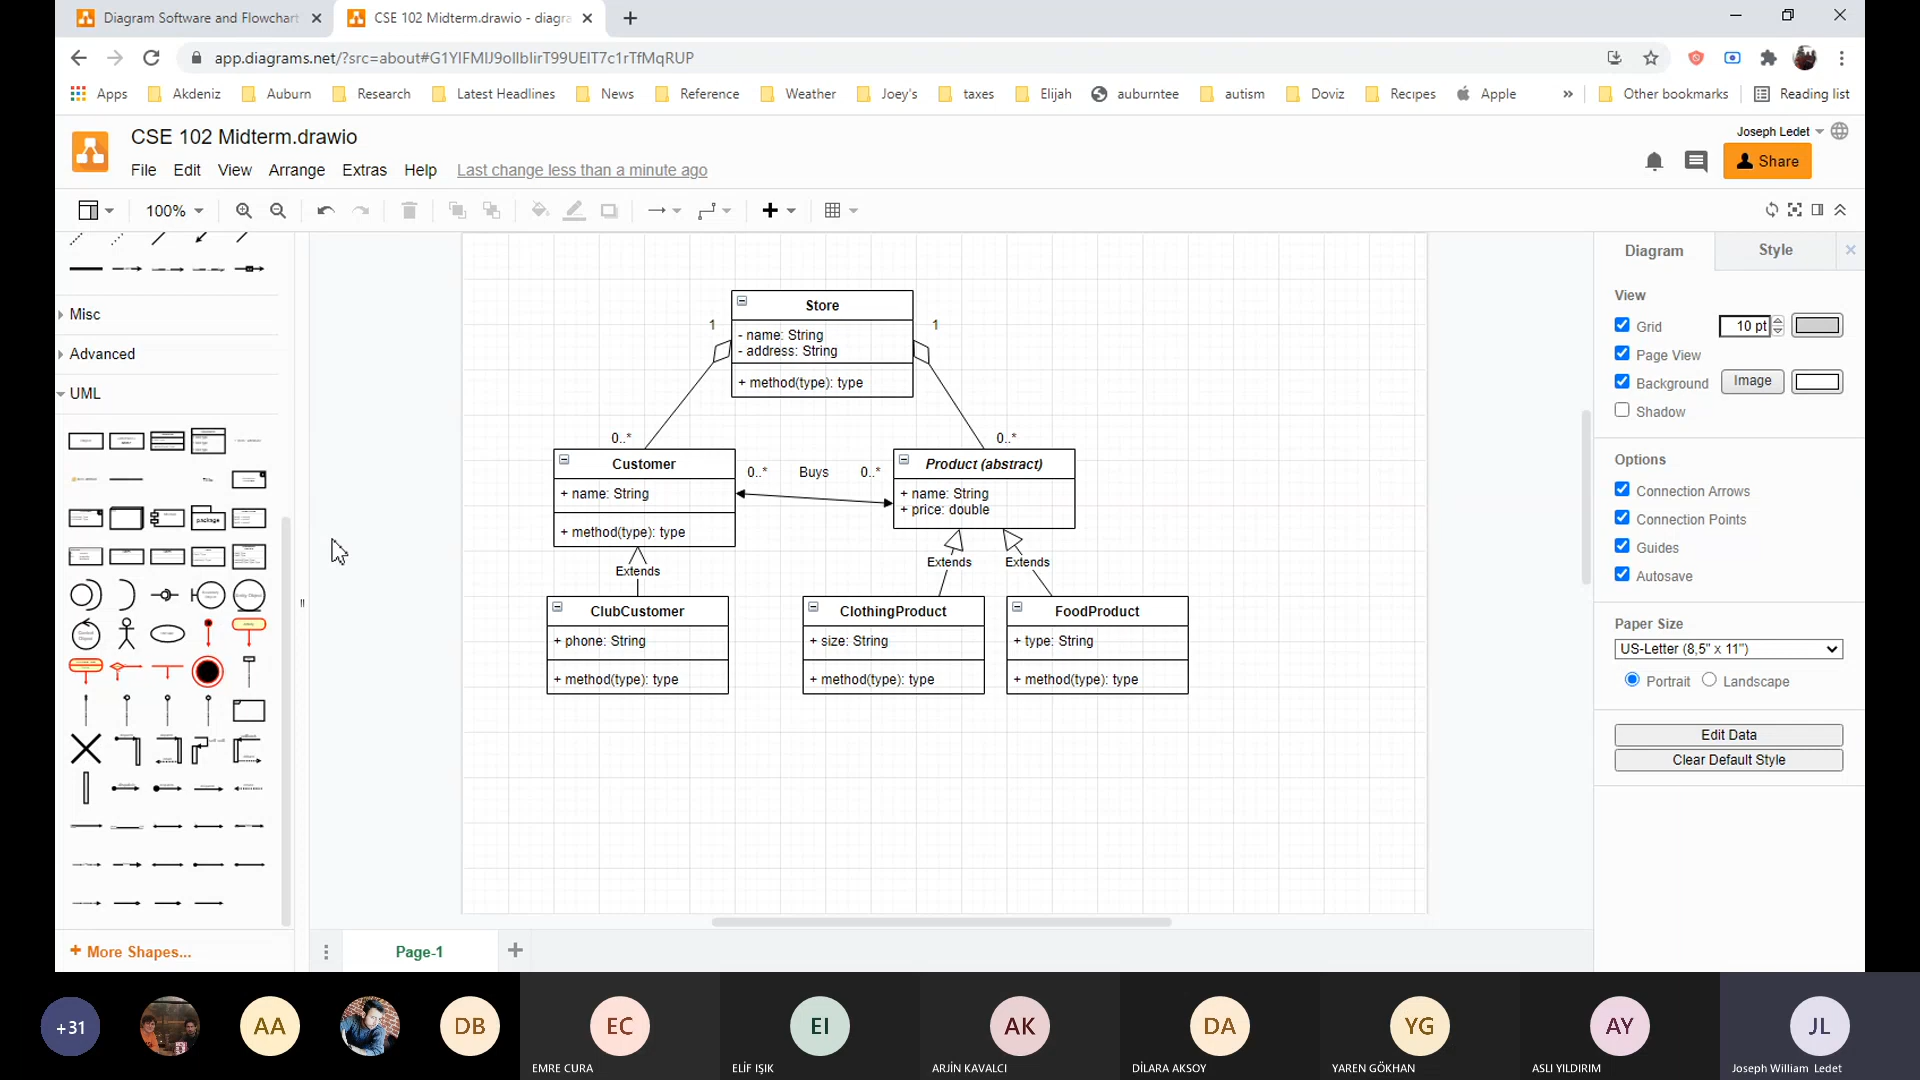 Diagram Software and Flowchart
CSE 102 Midterm.drawio - diagra
app.diagrams.net/?src=about#G1YIFMIJ9olIbIirT99UEIT7c1rTfMqRUP
Apps
Akdeniz
Auburn
Research
Latest Headlines
News
Reference
Weather
Joey's
taxes
Elijah
auburntee
autism
Doviz
Recipes
Apple
»
Other bookmarks
Reading list
CSE 102 Midterm.drawio
Joseph Ledet
File
Edit
View
Arrange
Extras
Help
Last change less than a minute ago
Share
100%
Misc
Advanced
UML
package
+ More Shapes...
Store
- name: String
- address: String
+ method(type): type
1
1
0..*
0..*
Customer
+ name: String
+ method(type): type
0..*
Buys
0..*
Product (abstract)
+ name: String
+ price: double
Extends
Extends
Extends
ClubCustomer
+ phone: String
+ method(type): type
ClothingProduct
+ size: String
+ method(type): type
FoodProduct
+ type: String
+ method(type): type
Page-1
Diagram
Style
View
Grid
10 pt
Page View
Background
Image
Shadow
Options
Connection Arrows
Connection Points
Guides
Autosave
Paper Size
US-Letter (8,5" x 11")
Portrait
Landscape
Edit Data
Clear Default Style
+31
AA
DB
EC
EMRE CURA
EI
ELİF IŞIK
AK
ARJİN KAVALCI
DA
DİLARA AKSOY
YG
YAREN GÖKHAN
AY
ASLI YILDIRIM
JL
Joseph William Ledet